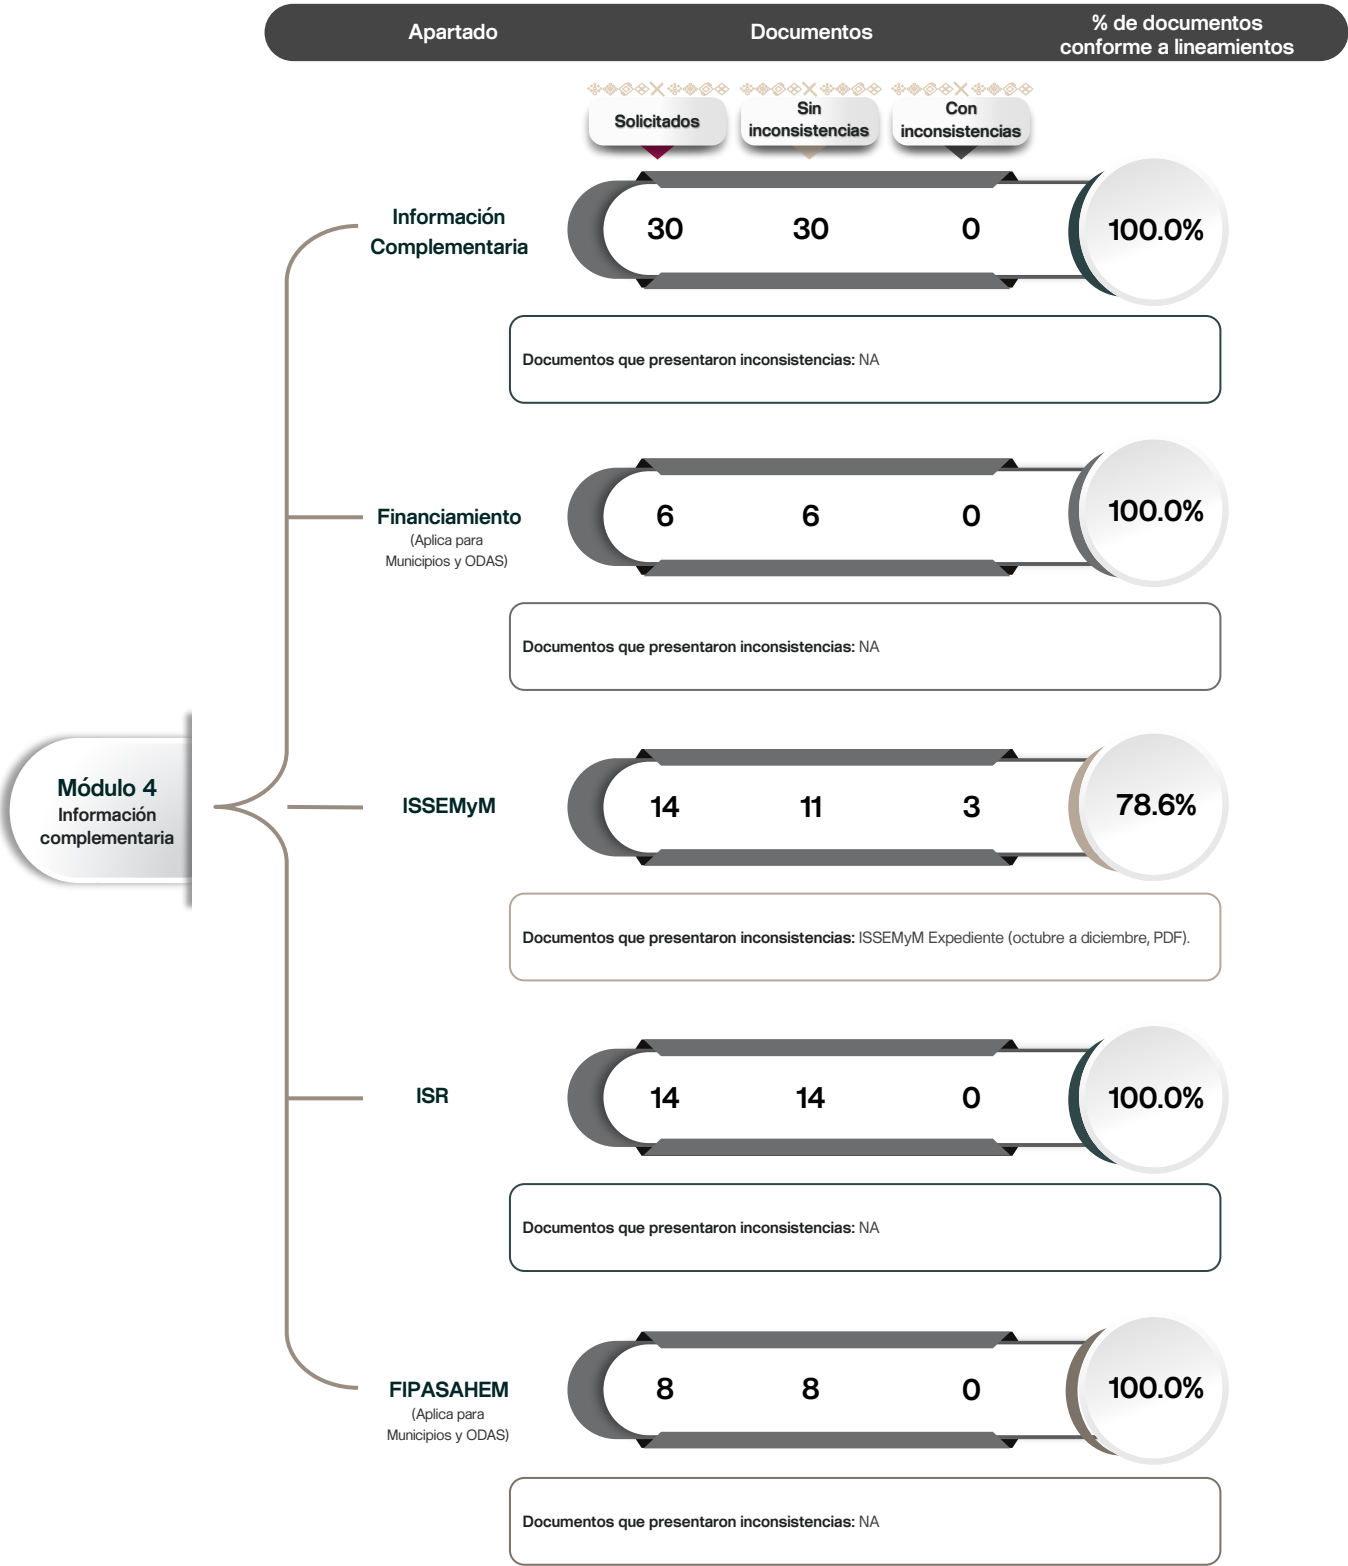 Apartado
Documentos
% de documentos
conforme a lineamientos
Solicitados
Sin
inconsistencias
Con
inconsistencias
Información
Complementaria
30 30 0 100.0%
Documentos que presentaron inconsistencias: NA
Financiamiento
(Aplica para
Municipios y ODAS)
6 6 0 100.0%
Documentos que presentaron inconsistencias: NA
Módulo 4
Información
complementaria
ISSEMyM
14 11 3 78.6%
Documentos que presentaron inconsistencias: ISSEMyM Expediente (octubre a diciembre, PDF).
ISR
14 14 0 100.0%
Documentos que presentaron inconsistencias: NA
FIPASAHEM
(Aplica para
Municipios y ODAS)
8 8 0 100.0%
Documentos que presentaron inconsistencias: NA